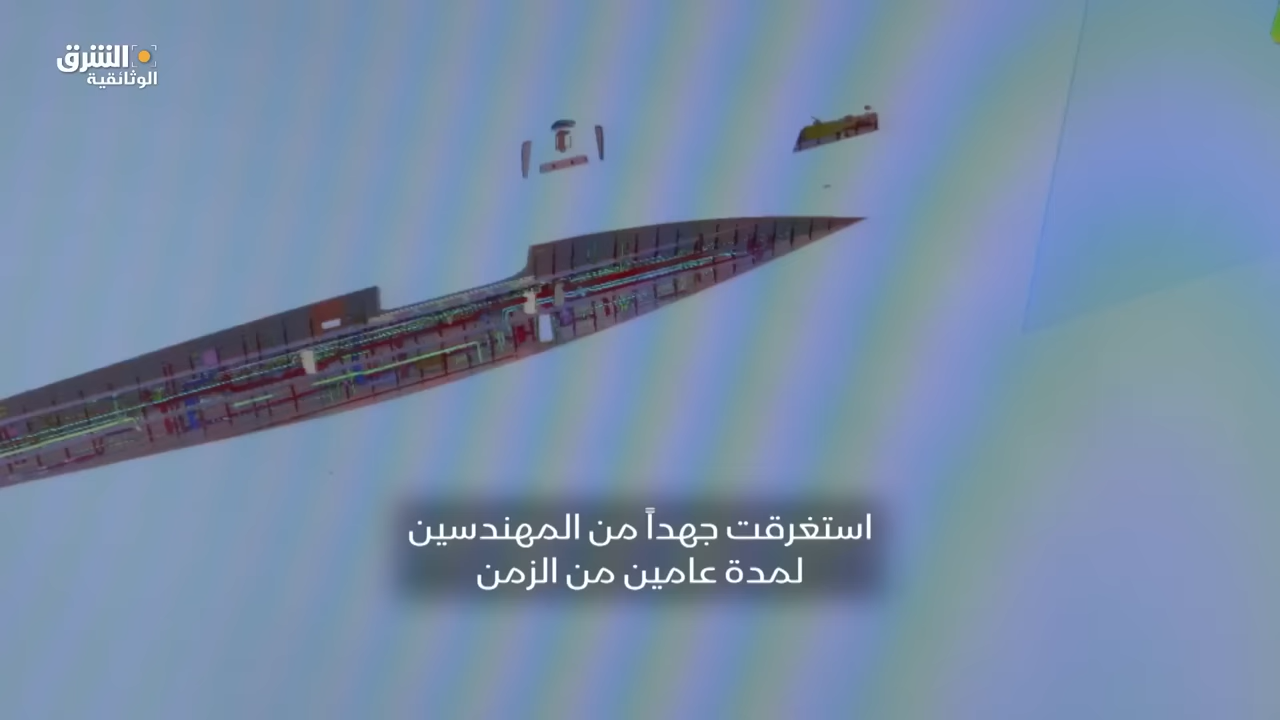 الشرق
الوثائقية
استغرقت جهداً من المهندسين
لمدة عامين من الزمن